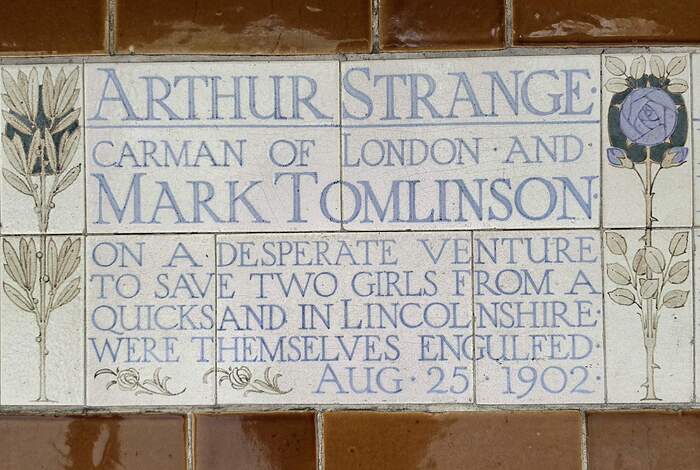 ARTHUR STRANGE·
CARMAN OF LONDON · AND
MARK TOMLINSON·
ON A DESPERATE VENTURE
TO SAVE TWO GIRLS FROM A
QUICKSAND IN LINCOLNSHIRE·
WERE THEMSELVES ENGULFED·
AUG · 25 · 1902·